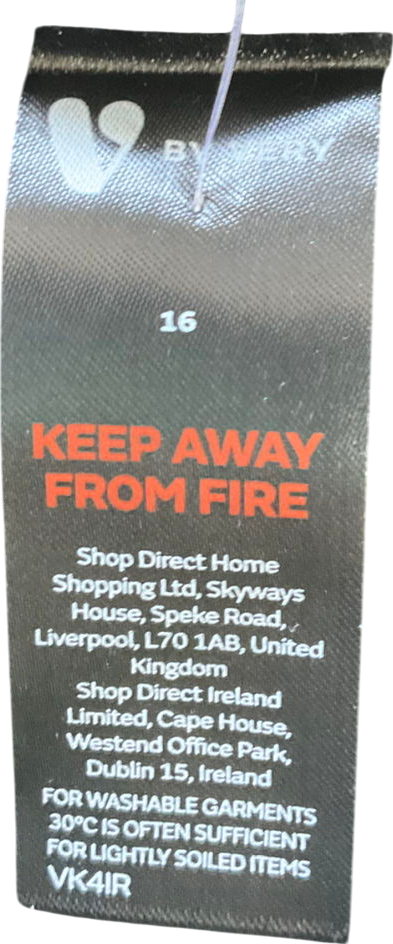 V BY VERY
16
KEEP AWAY
FROM FIRE
Shop Direct Home
Shopping Ltd, Skyways
House, Speke Road,
Liverpool, L70 1AB, United
Kingdom
Shop Direct Ireland
Limited, Cape House,
Westend Office Park,
Dublin 15, Ireland
FOR WASHABLE GARMENTS
30°C IS OFTEN SUFFICIENT
FOR LIGHTLY SOILED ITEMS
VK4IR